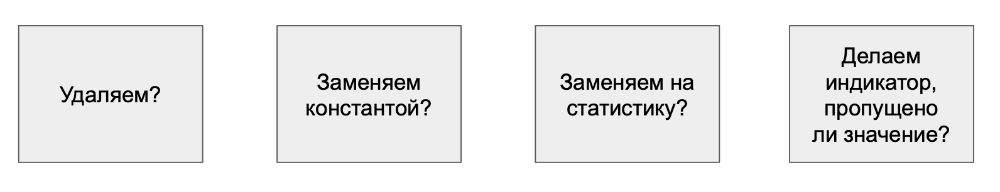 Удаляем?
Заменяем
константой?
Заменяем на
статистику?
Делаем
индикатор,
пропущено
ли значение?